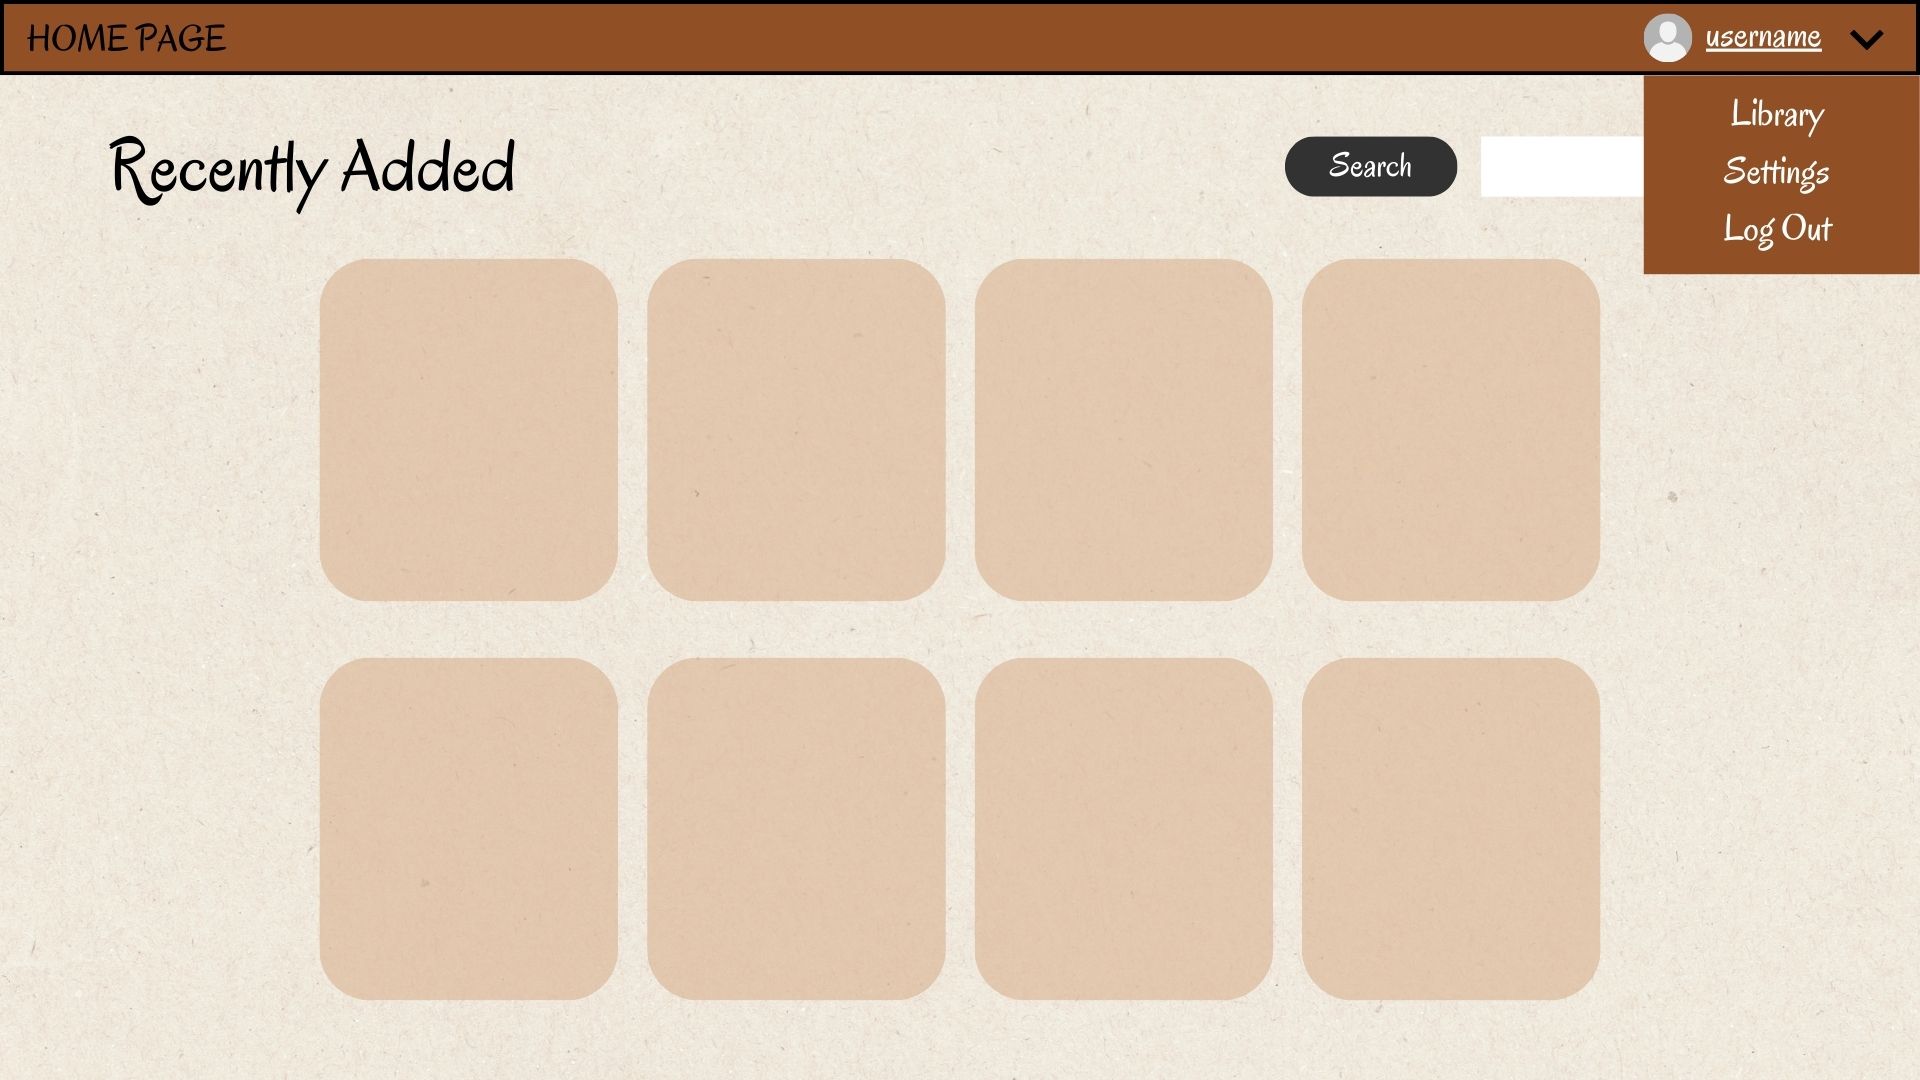 HOME PAGE
username
Library
Recently Added
Search
Settings
Log Out